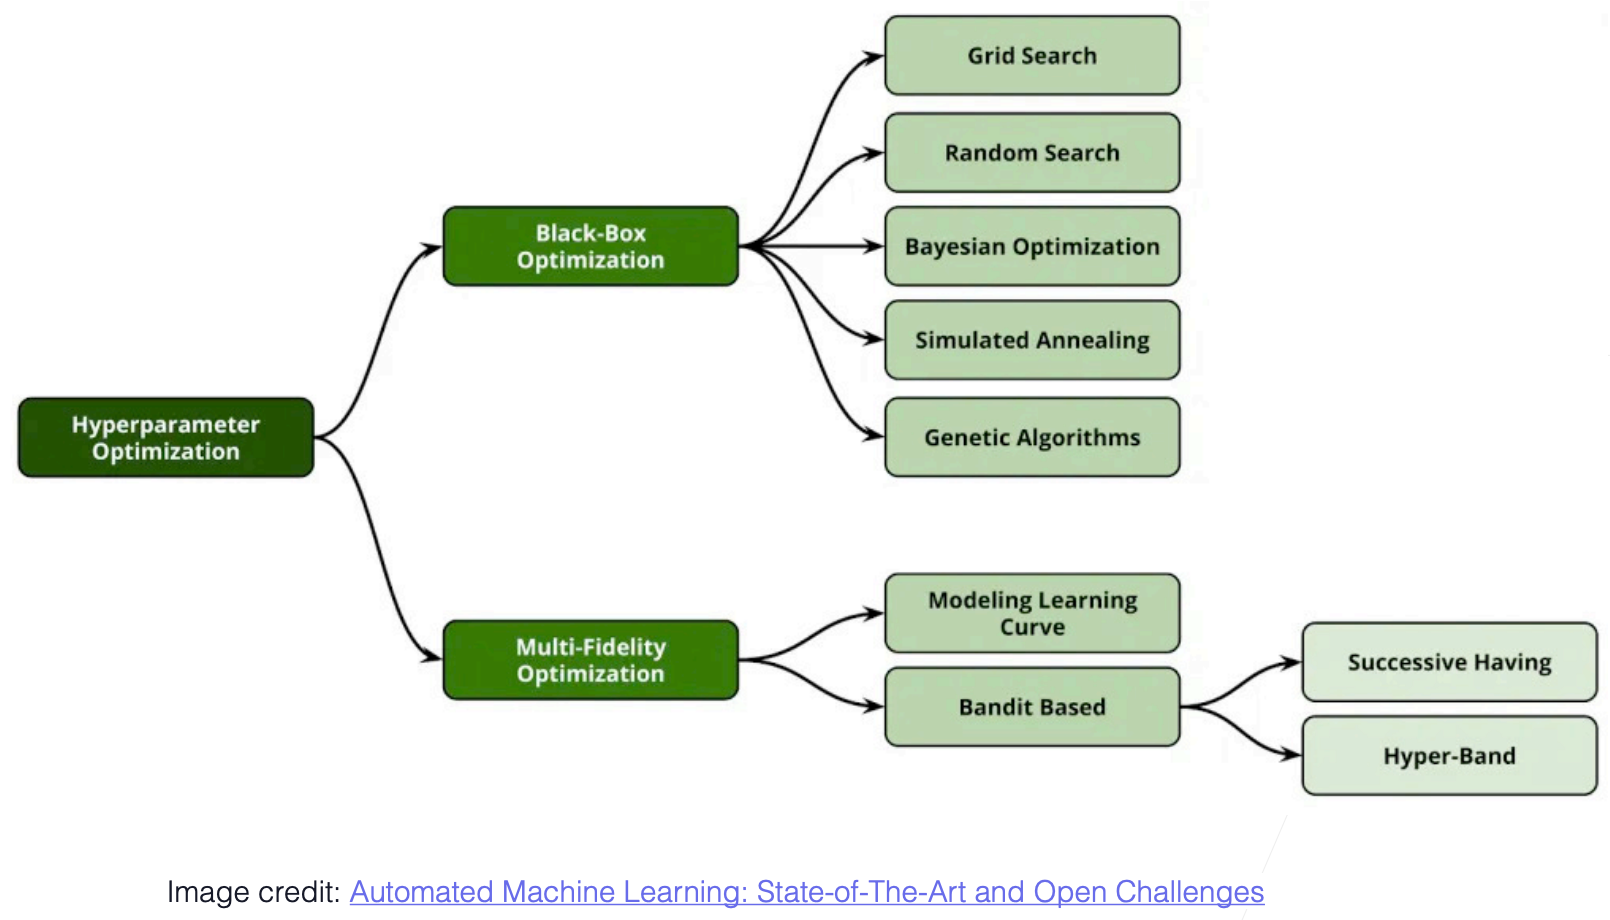 Grid Search
Random Search
Black-Box
Optimization
Bayesian Optimization
Simulated Annealing
Hyperparameter
Optimization
Genetic Algorithms
Modeling Learning
Curve
Multi-Fidelity
Optimization
Successive Having
Bandit Based
Hyper-Band
Image credit: Automated Machine Learning: State-of-The-Art and Open Challenges